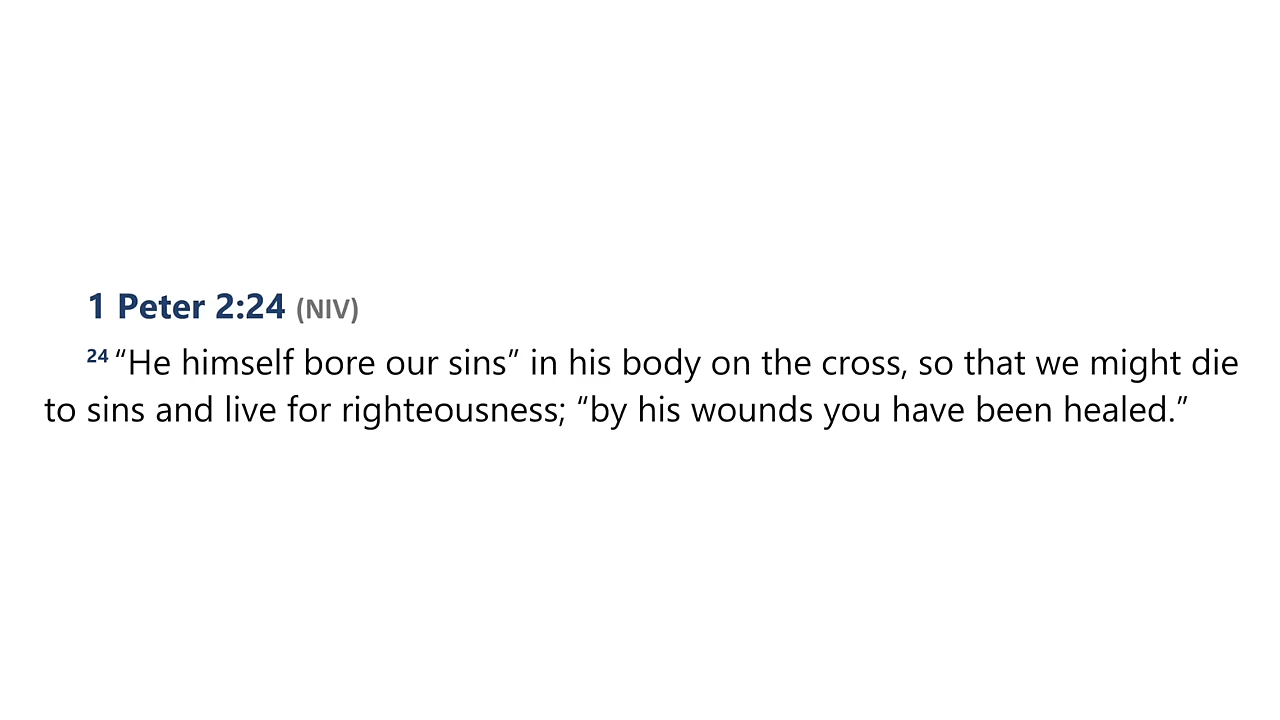 1 Peter 2:24 (NIV)
24 “He himself bore our sins” in his body on the cross, so that we might die
to sins and live for righteousness; “by his wounds you have been healed.”